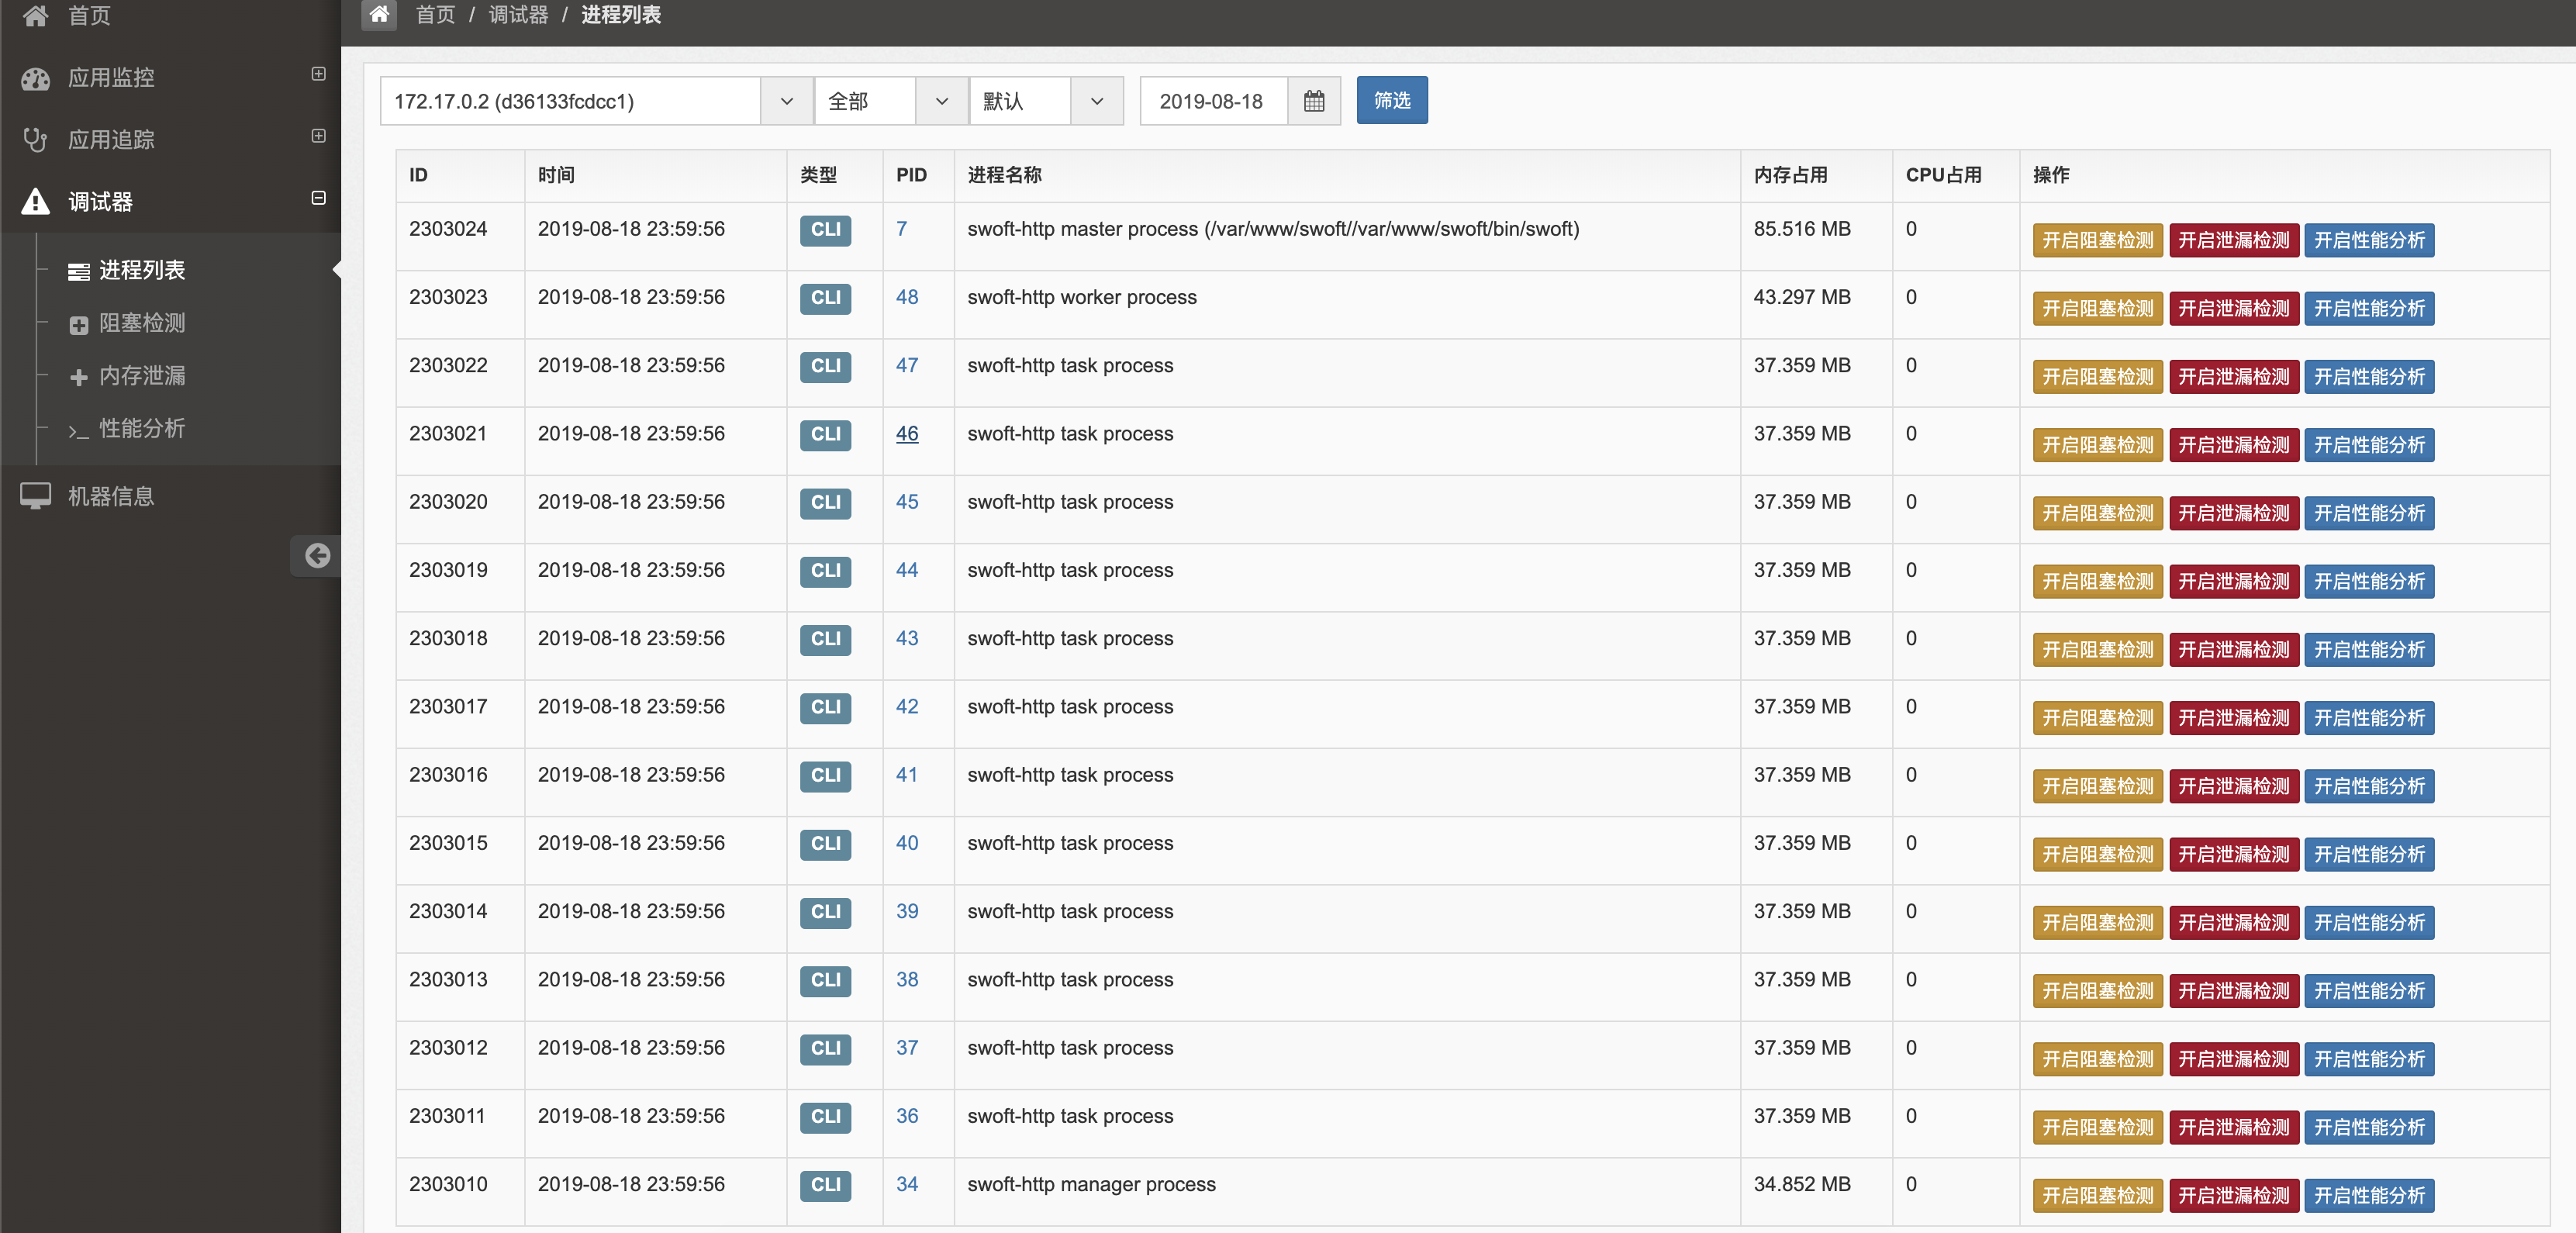 首页
应用监控
应用追踪
调试器
进程列表
阻塞检测
内存泄漏
性能分析
机器信息
首页 / 调试器 / 进程列表
172.17.0.2 (d36133fcdcc1) 全部 默认 2019-08-18 筛选
ID 时间 类型 PID 进程名称 内存占用 CPU占用 操作
2303024 2019-08-18 23:59:56 CLI 7 swoft-http master process (/var/www/swoft//var/www/swoft/bin/swoft) 85.516 MB 0 开启阻塞检测 开启泄漏检测 开启性能分析
2303023 2019-08-18 23:59:56 CLI 48 swoft-http worker process 43.297 MB 0 开启阻塞检测 开启泄漏检测 开启性能分析
2303022 2019-08-18 23:59:56 CLI 47 swoft-http task process 37.359 MB 0 开启阻塞检测 开启泄漏检测 开启性能分析
2303021 2019-08-18 23:59:56 CLI 46 swoft-http task process 37.359 MB 0 开启阻塞检测 开启泄漏检测 开启性能分析
2303020 2019-08-18 23:59:56 CLI 45 swoft-http task process 37.359 MB 0 开启阻塞检测 开启泄漏检测 开启性能分析
2303019 2019-08-18 23:59:56 CLI 44 swoft-http task process 37.359 MB 0 开启阻塞检测 开启泄漏检测 开启性能分析
2303018 2019-08-18 23:59:56 CLI 43 swoft-http task process 37.359 MB 0 开启阻塞检测 开启泄漏检测 开启性能分析
2303017 2019-08-18 23:59:56 CLI 42 swoft-http task process 37.359 MB 0 开启阻塞检测 开启泄漏检测 开启性能分析
2303016 2019-08-18 23:59:56 CLI 41 swoft-http task process 37.359 MB 0 开启阻塞检测 开启泄漏检测 开启性能分析
2303015 2019-08-18 23:59:56 CLI 40 swoft-http task process 37.359 MB 0 开启阻塞检测 开启泄漏检测 开启性能分析
2303014 2019-08-18 23:59:56 CLI 39 swoft-http task process 37.359 MB 0 开启阻塞检测 开启泄漏检测 开启性能分析
2303013 2019-08-18 23:59:56 CLI 38 swoft-http task process 37.359 MB 0 开启阻塞检测 开启泄漏检测 开启性能分析
2303012 2019-08-18 23:59:56 CLI 37 swoft-http task process 37.359 MB 0 开启阻塞检测 开启泄漏检测 开启性能分析
2303011 2019-08-18 23:59:56 CLI 36 swoft-http task process 37.359 MB 0 开启阻塞检测 开启泄漏检测 开启性能分析
2303010 2019-08-18 23:59:56 CLI 34 swoft-http manager process 34.852 MB 0 开启阻塞检测 开启泄漏检测 开启性能分析